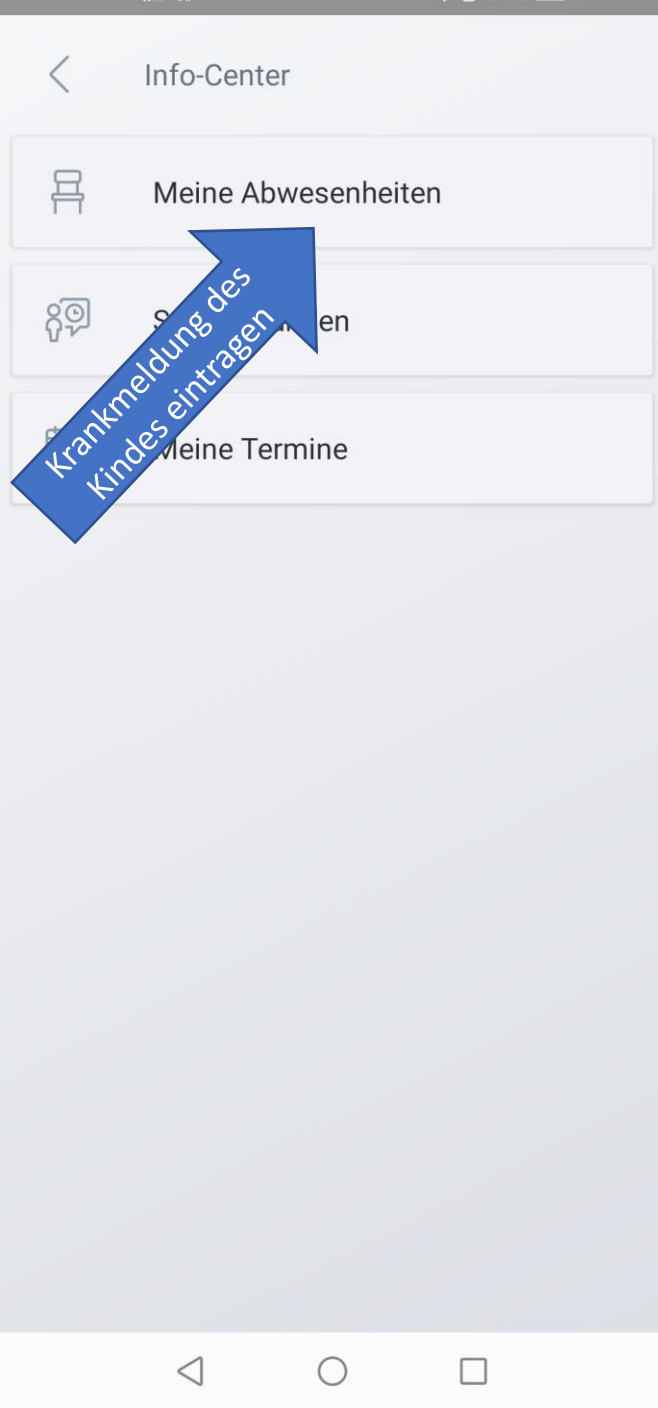 Info-Center
Meine Abwesenheiten
Meine Termine
Krankmeldung des
Kindes eintragen